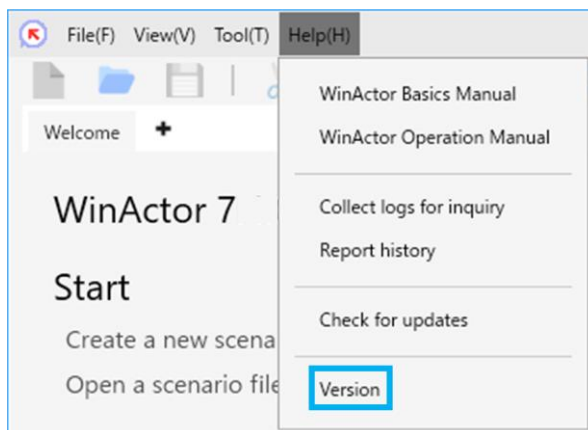 File(F) View(V) Tool(T) Help(H)
Welcome
WinActor 7
Start
Create a new
Open a scenario file
WinActor Basics Manual
WinActor Operation Manual
Collect logs for inquiry
Report history
Check for updates
Version